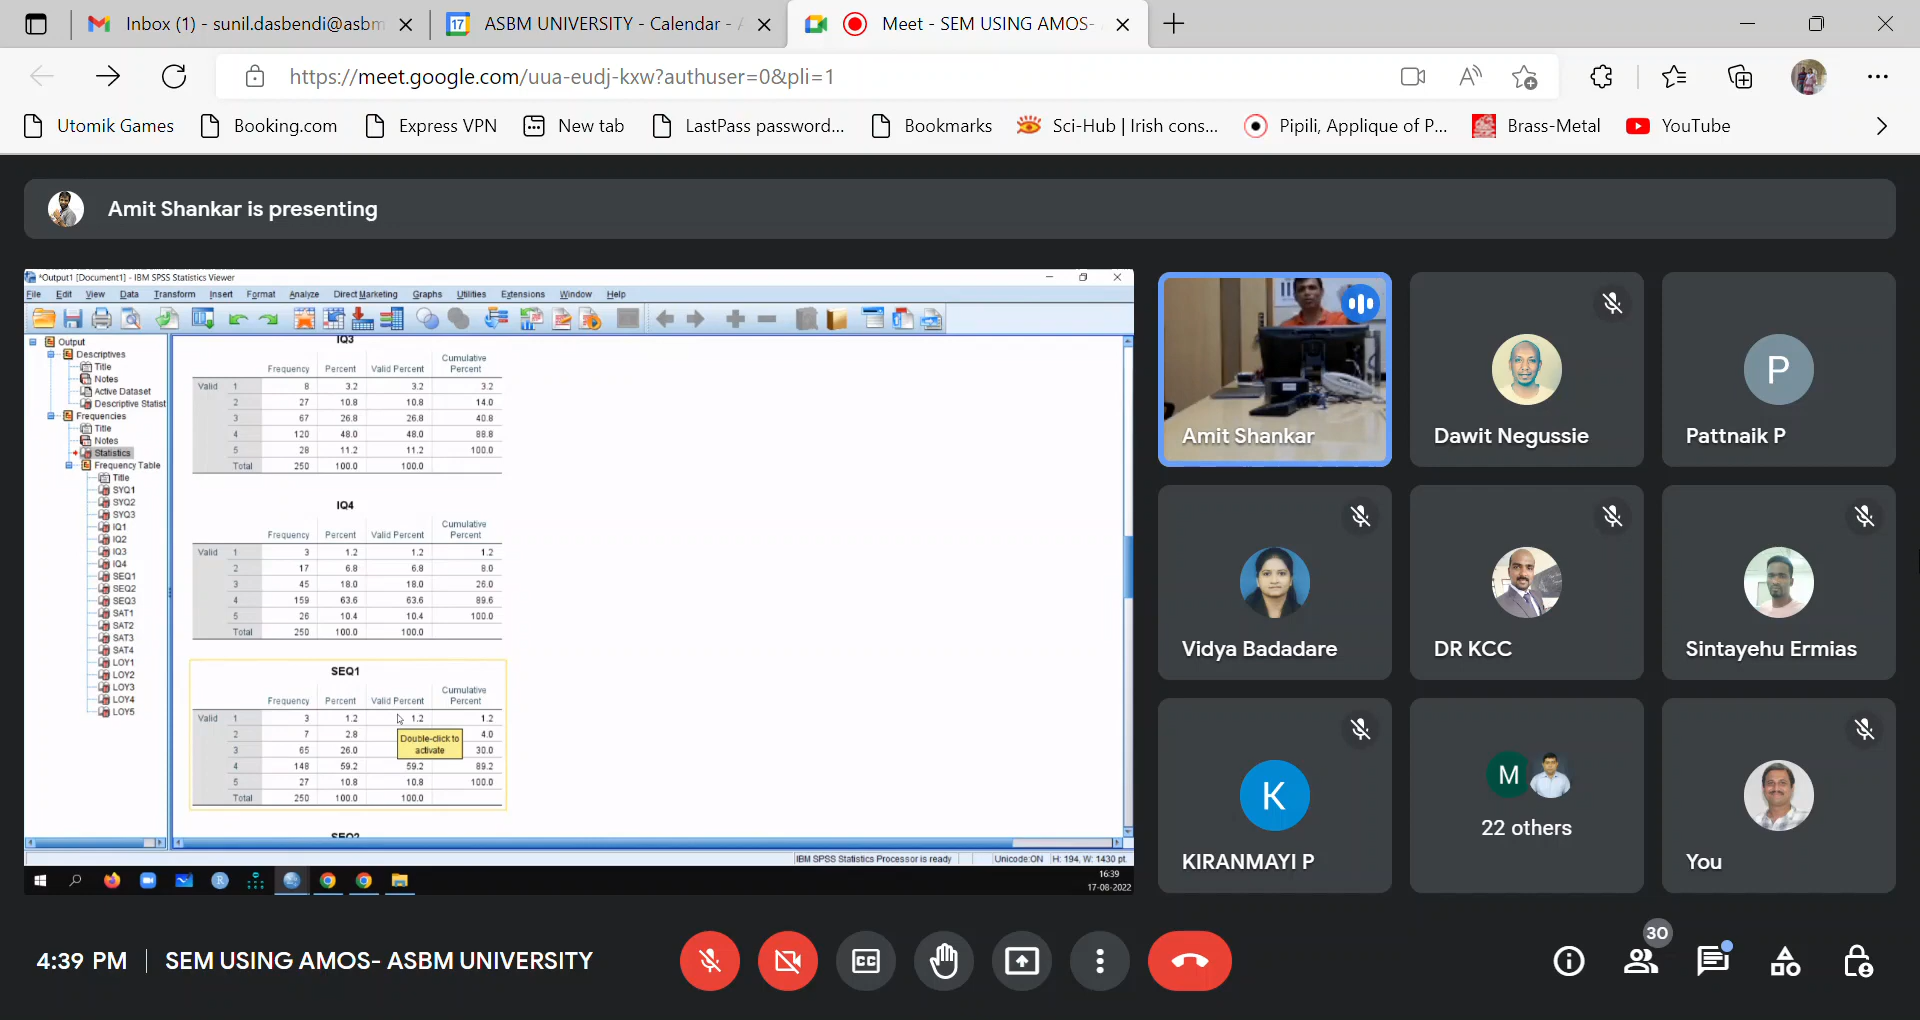 Inbox (1) - sunil.dasbendi@asbm
ASBM UNIVERSITY - Calendar -
Meet - SEM USING AMOS-
https://meet.google.com/uua-eudj-kxw?authuser=0&pli=1
Utomik Games
Booking.com
Express VPN
New tab
LastPass password...
Bookmarks
Sci-Hub | Irish cons...
Pipili, Applique of P...
Brass-Metal
YouTube
Amit Shankar is presenting
*Output1 [Document1] - IBM SPSS Statistics Viewer
File Edit View Data Transform Insert Format Analyze Direct Marketing Graphs Utilities Extensions Window Help
Output
Descriptives
Title
Notes
Active Dataset
Descriptive Statist
Frequencies
Title
Notes
Statistics
Frequency Table
Title
SYQ1
SYQ2
SYQ3
IQ1
IQ2
IQ3
IQ4
SEQ1
SEQ2
SEQ3
SAT1
SAT2
SAT3
SAT4
LOY1
LOY2
LOY3
LOY4
LOY5
IQ3
Frequency Percent Valid Percent Cumulative Percent
Valid 1 8 3.2 3.2 3.2
2 27 10.8 10.8 14.0
3 67 26.8 26.8 40.8
4 120 48.0 48.0 88.8
5 28 11.2 11.2 100.0
Total 250 100.0 100.0
IQ4
Frequency Percent Valid Percent Cumulative Percent
Valid 1 3 1.2 1.2 1.2
2 17 6.8 6.8 8.0
3 45 18.0 18.0 26.0
4 159 63.6 63.6 89.6
5 26 10.4 10.4 100.0
Total 250 100.0 100.0
SEQ1
Frequency Percent Valid Percent Cumulative Percent
Valid 1 3 1.2 1.2 1.2
2 7 2.8 4.0
3 65 26.0 30.0
Double-click to
activate
4 148 59.2 59.2 89.2
5 27 10.8 10.8 100.0
Total 250 100.0 100.0
SEQ2
IBM SPSS Statistics Processor is ready
Unicode:ON H: 194, W: 1430 pt.
16:39
17-08-2022
Amit Shankar
Dawit Negussie
P
Pattnaik P
Vidya Badadare
DR KCC
Sintayehu Ermias
K
KIRANMAYI P
M
22 others
You
4:39 PM
SEM USING AMOS- ASBM UNIVERSITY
CC
30